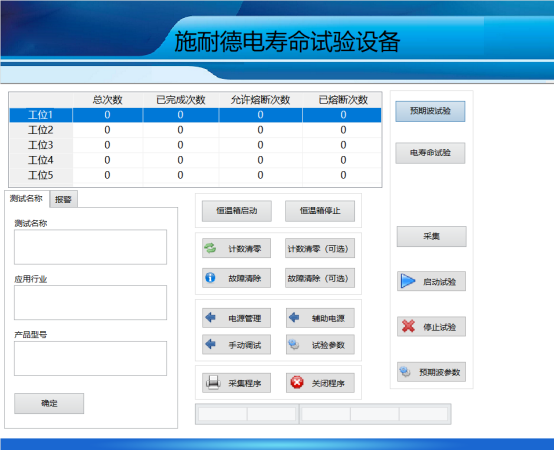 施耐德电寿命试验设备
总次数 已完成次数 允许熔断次数 已熔断次数
工位1 0 0 0 0
工位2 0 0 0 0
工位3 0 0 0 0
工位4 0 0 0 0
工位5 0 0 0 0
预期波试验
电寿命试验
采集
启动试验
停止试验
预期波参数
测试名称 报警
测试名称
应用行业
产品型号
确定
恒温箱启动 恒温箱停止
计数清零 计数清零（可选）
故障清除 故障清除（可选）
电源管理 辅助电源
手动调试 试验参数
采集程序 关闭程序